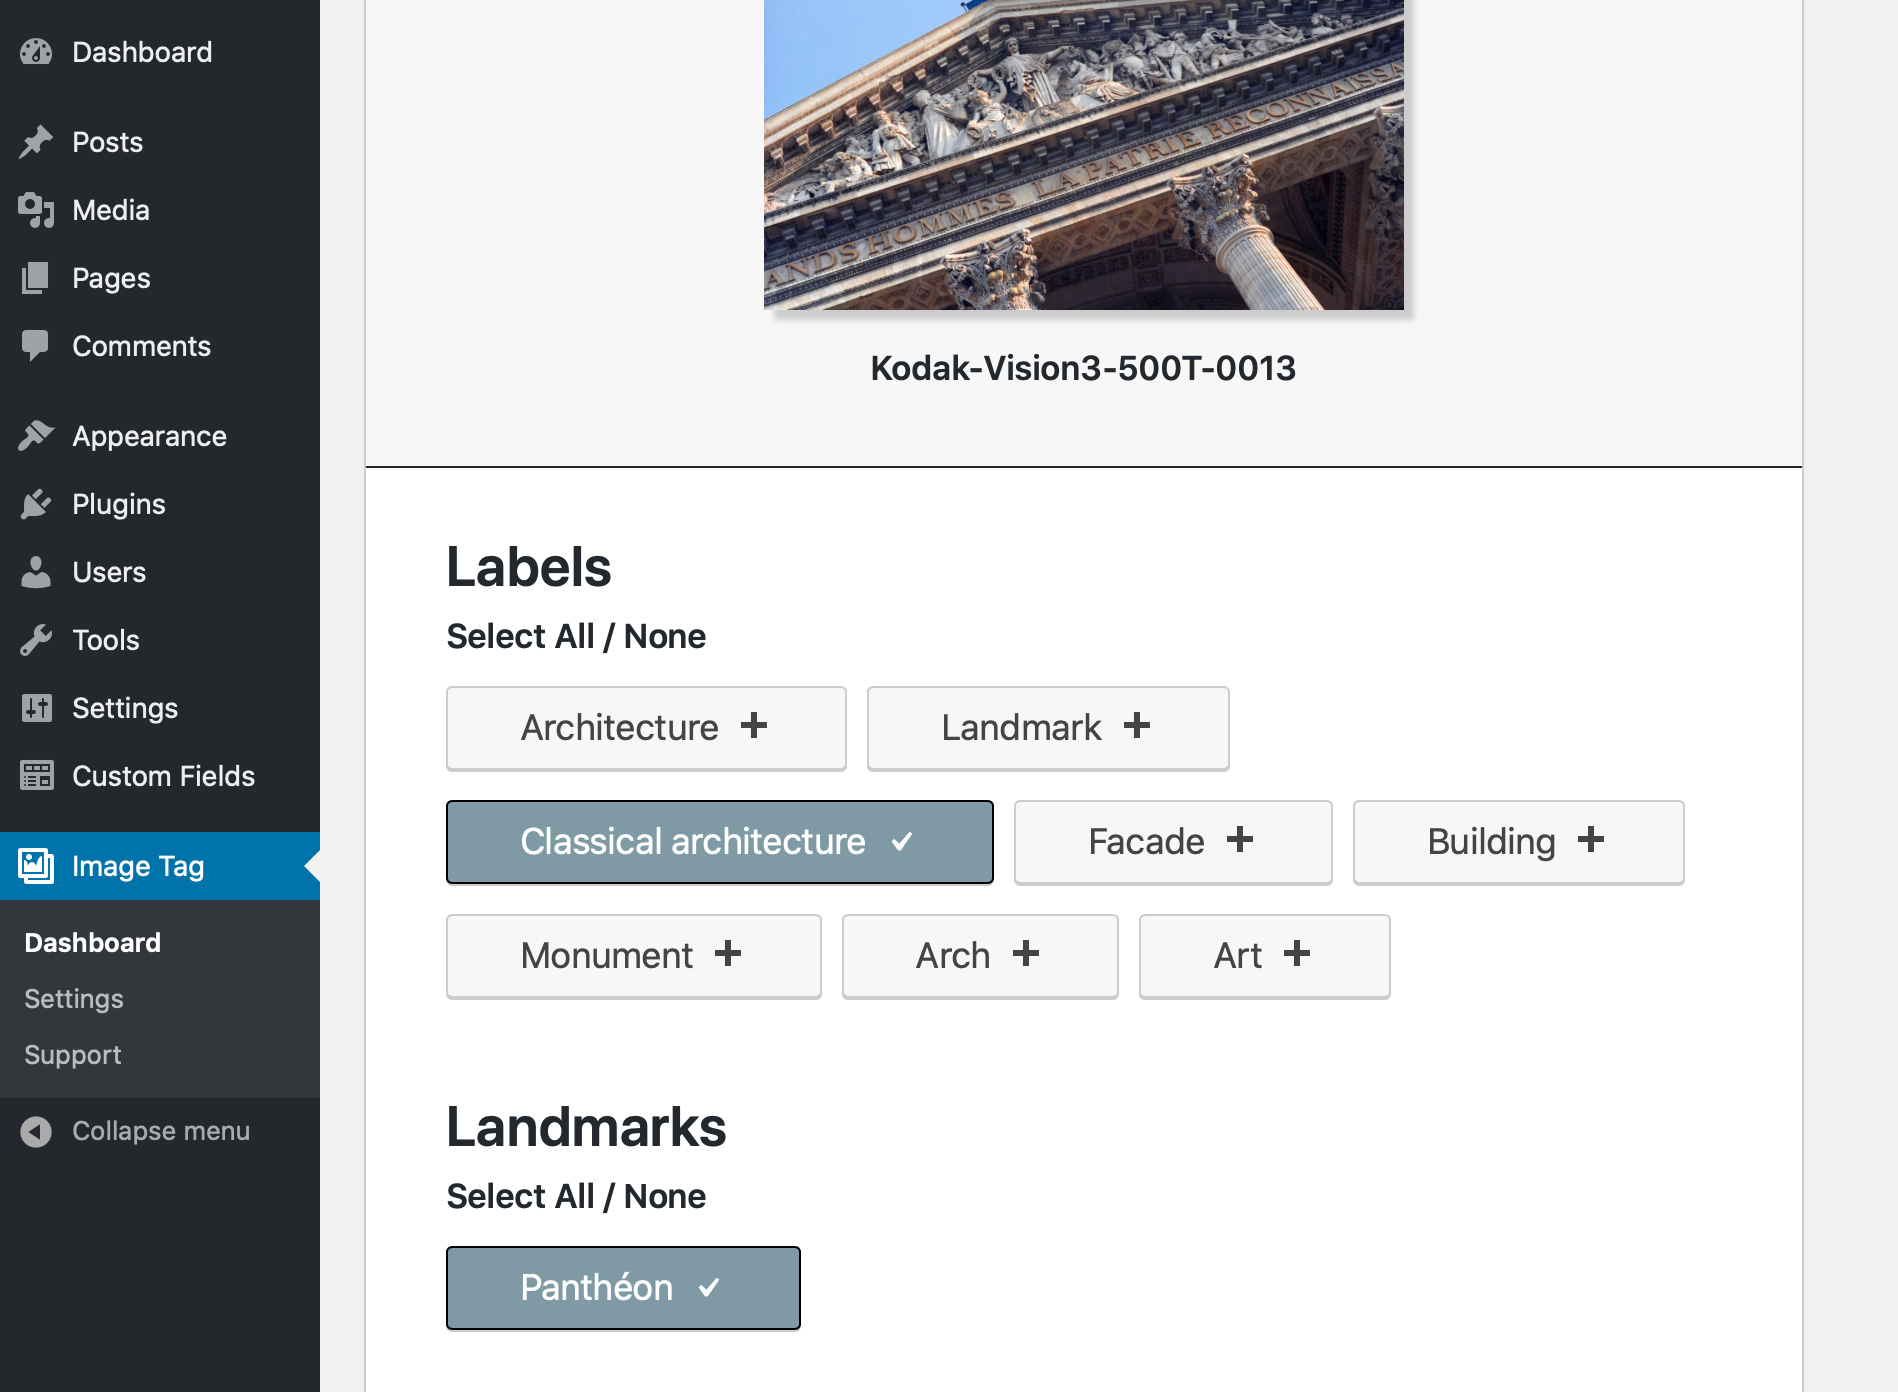 Dashboard
Posts
Media
Pages
Comments
Appearance
Plugins
Users
Tools
Settings
Custom Fields
Image Tag
Dashboard
Settings
Support
Collapse menu
ANDS HOMMES LA PATRIE RECONNAISSA
Kodak-Vision3-500T-0013
Labels
Select All / None
Architecture
Landmark
Classical architecture
Facade
Building
Monument
Arch
Art
Landmarks
Select All / None
Panthéon